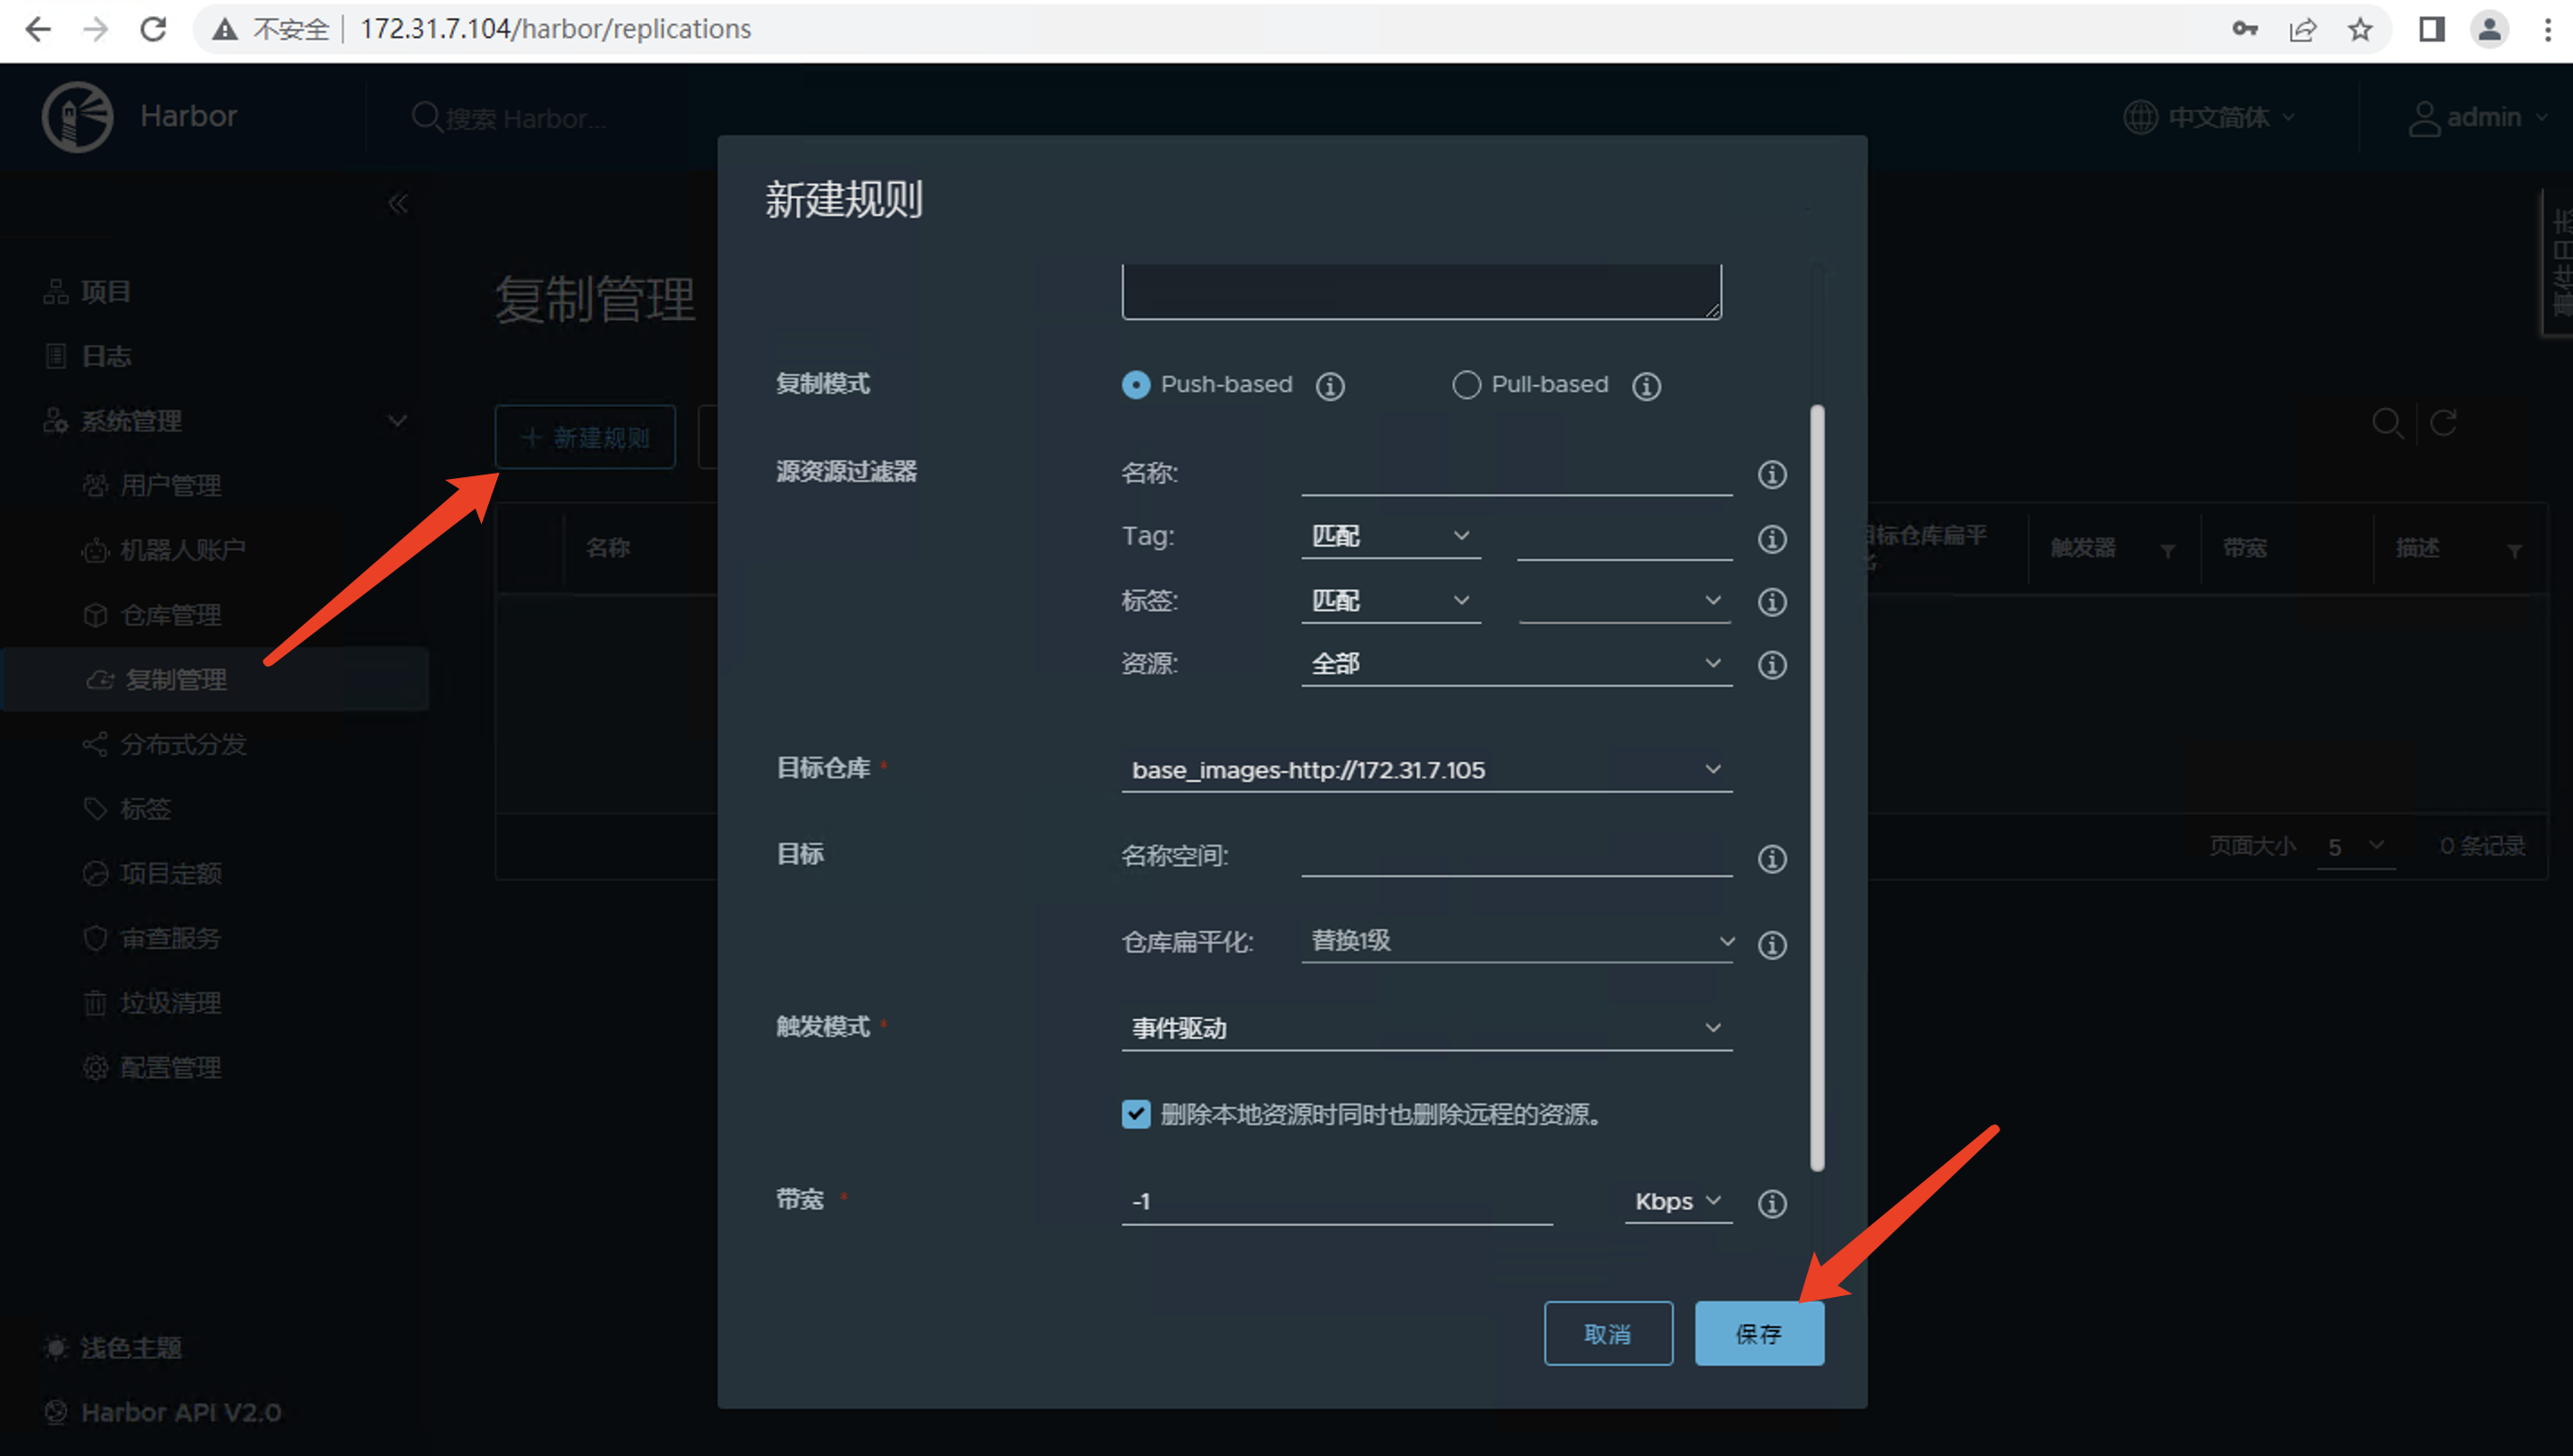 不安全 172.31.7.104/harbor/replications
Harbor
搜索 Harbor...
中文简体
admin
项目
日志
系统管理
用户管理
机器人账户
仓库管理
复制管理
分布式分发
标签
项目定额
审查服务
垃圾清理
配置管理
浅色主题
Harbor API V2.0
复制管理
新建规则
名称
目标仓库扁平
触发器
带宽
描述
页面大小 5 0 条记录
事件日志
新建规则
复制模式 Push-based Pull-based
源资源过滤器 名称:
Tag: 匹配
标签: 匹配
资源: 全部
目标仓库 * base_images-http://172.31.7.105
目标 名称空间:
仓库扁平化: 替换1级
触发模式 * 事件驱动
删除本地资源时同时也删除远程的资源。
带宽 * -1 Kbps
取消 保存